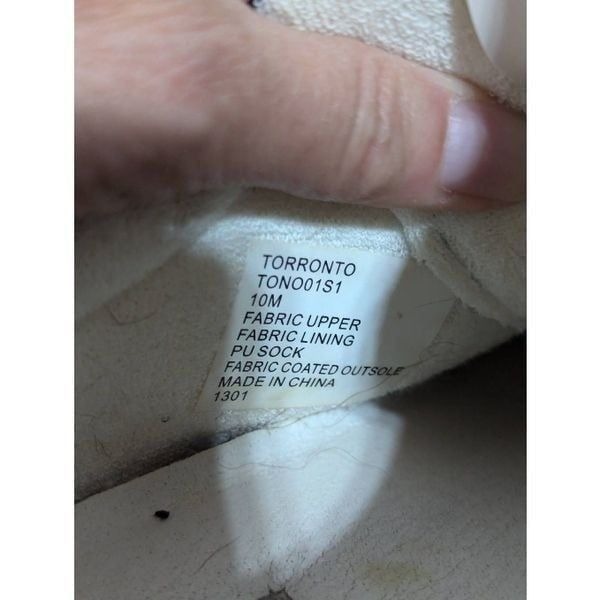 TORRONTO
TONO01S1
10M
FABRIC UPPER
FABRIC LINING
PU SOCK
FABRIC COATED OUTSOLE
MADE IN CHINA
1301